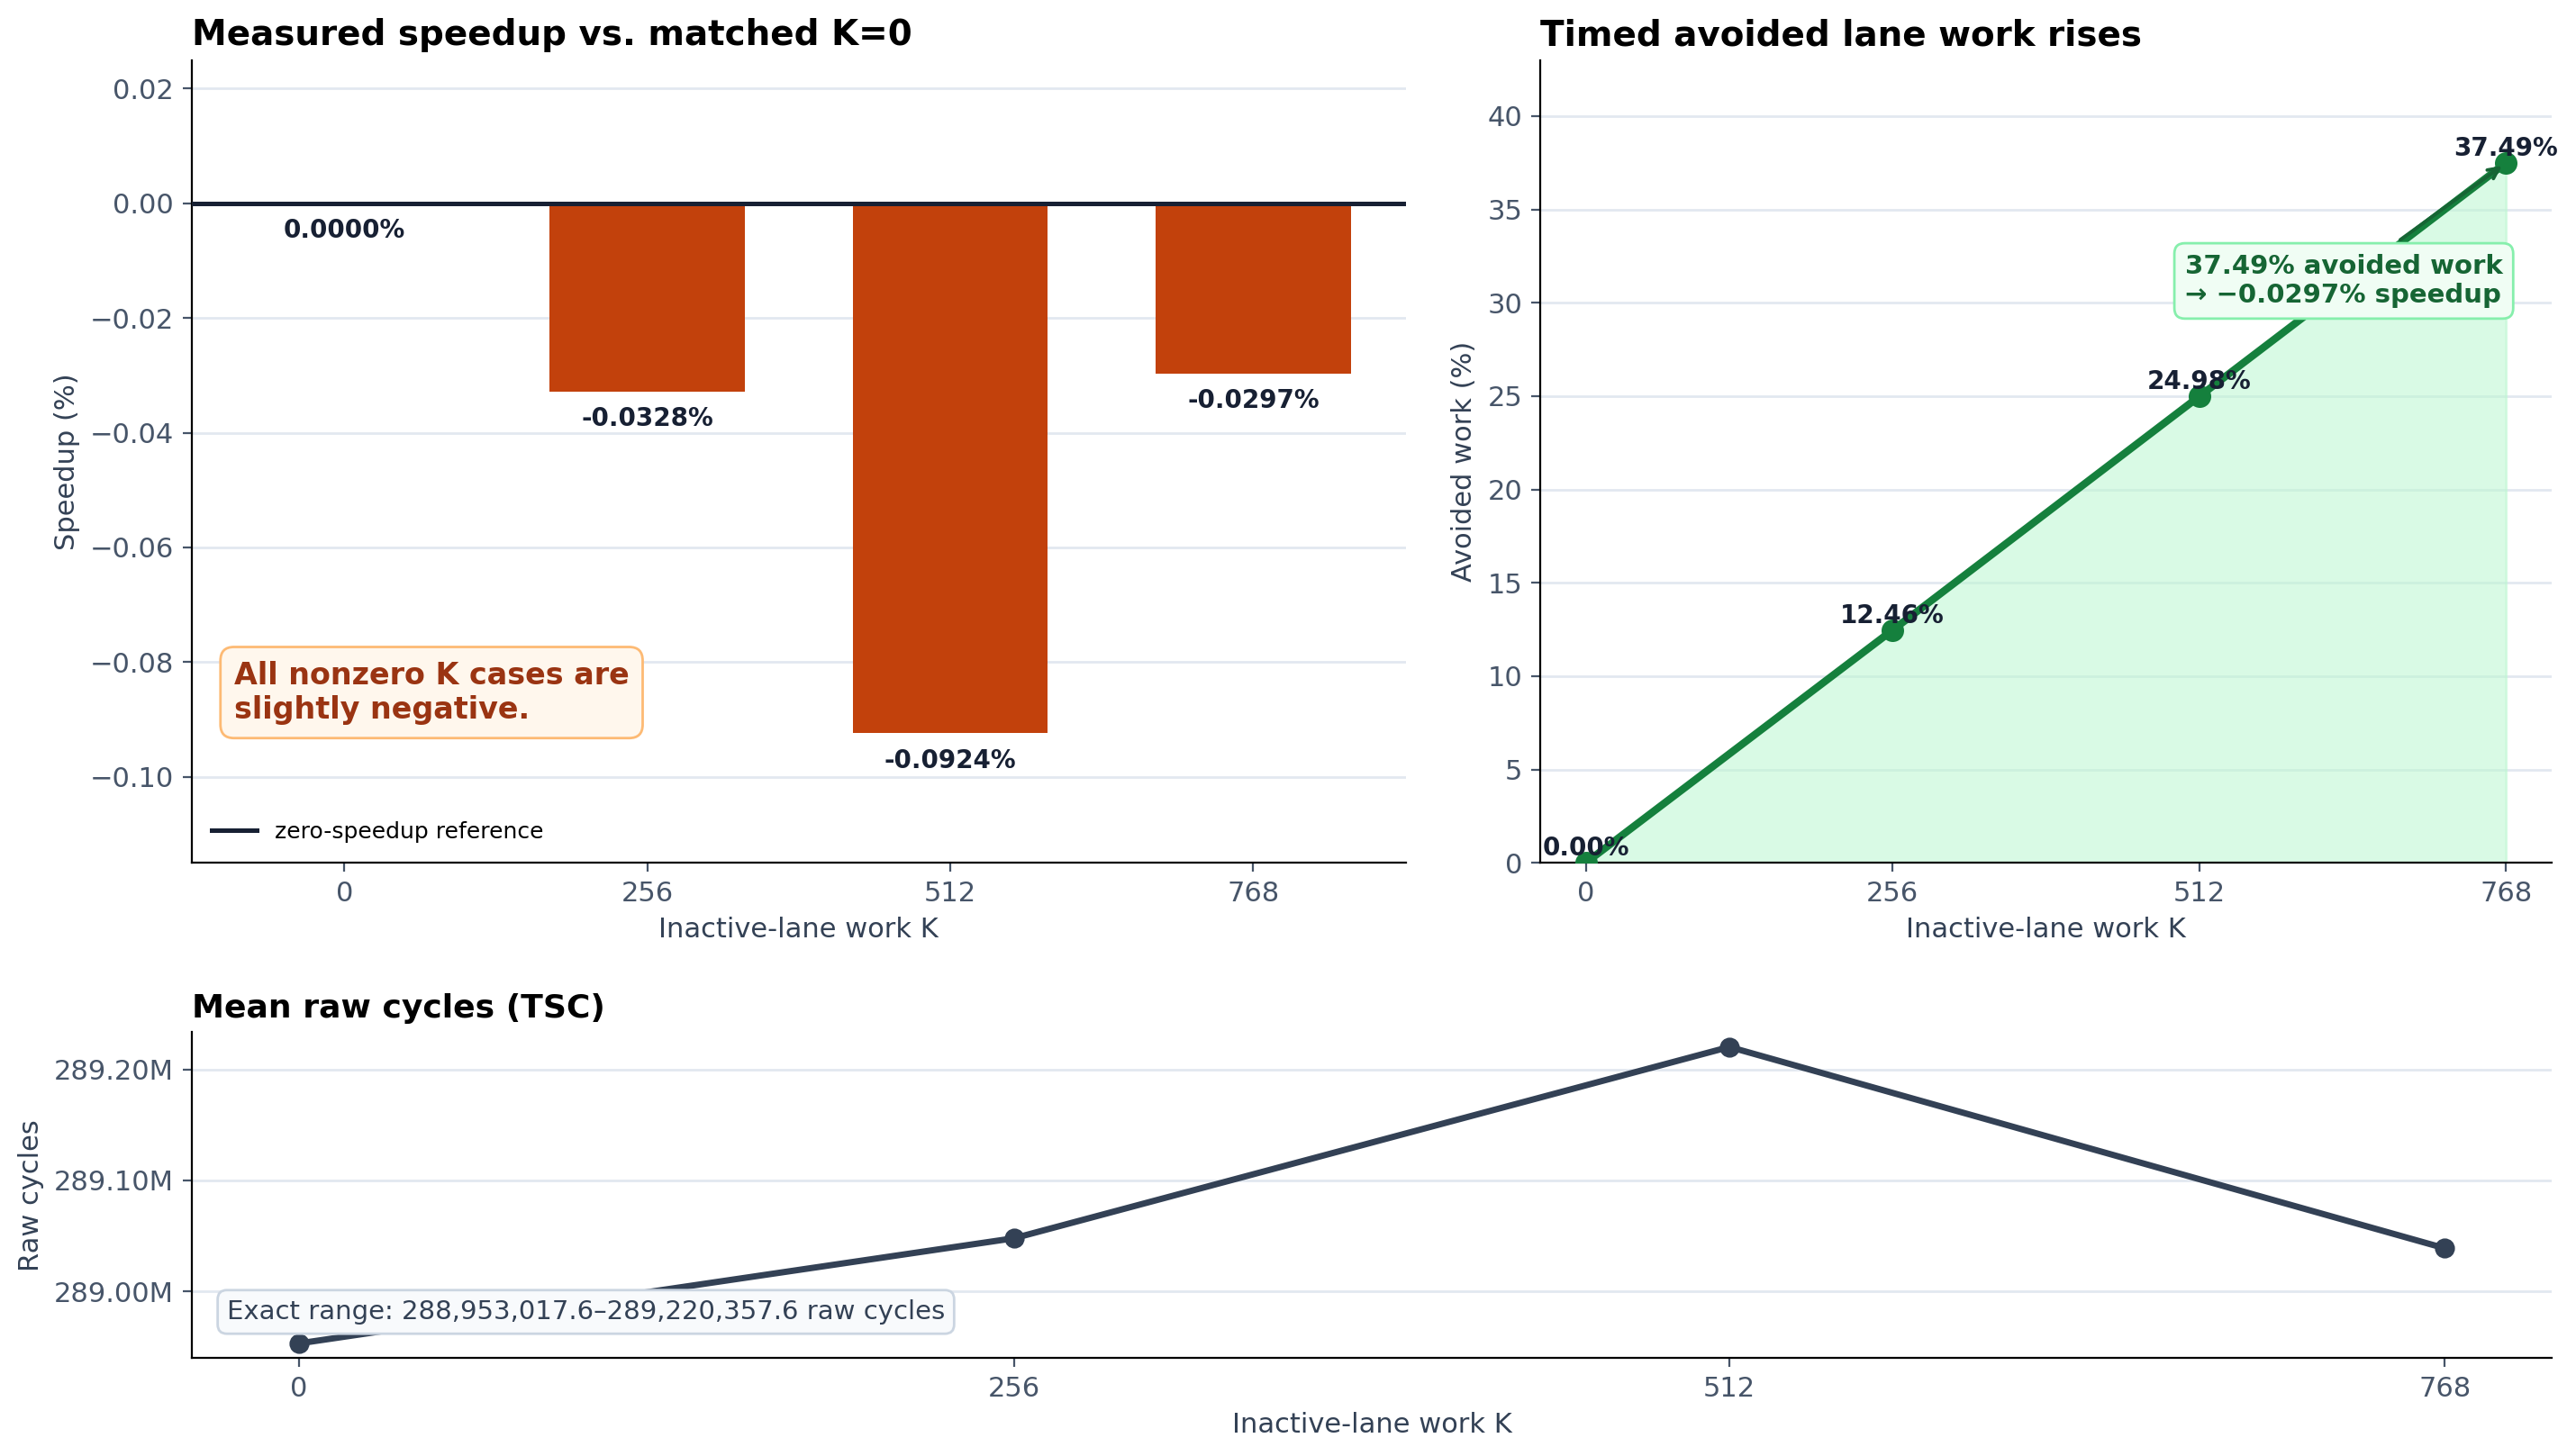 Measured speedup vs. matched K=0
Speedup (%)
0.02
0.00
−0.02
−0.04
−0.06
−0.08
−0.10
0.0000%
-0.0328%
-0.0924%
-0.0297%
All nonzero K cases are
slightly negative.
zero-speedup reference
0
256
512
768
Inactive-lane work K
Timed avoided lane work rises
Avoided work (%)
40
35
30
25
20
15
10
5
0
37.49%
37.49% avoided work
→ −0.0297% speedup
24.98%
12.46%
0.00%
0
256
512
768
Inactive-lane work K
Mean raw cycles (TSC)
Raw cycles
289.20M
289.10M
289.00M
Exact range: 288,953,017.6–289,220,357.6 raw cycles
0
256
512
768
Inactive-lane work K